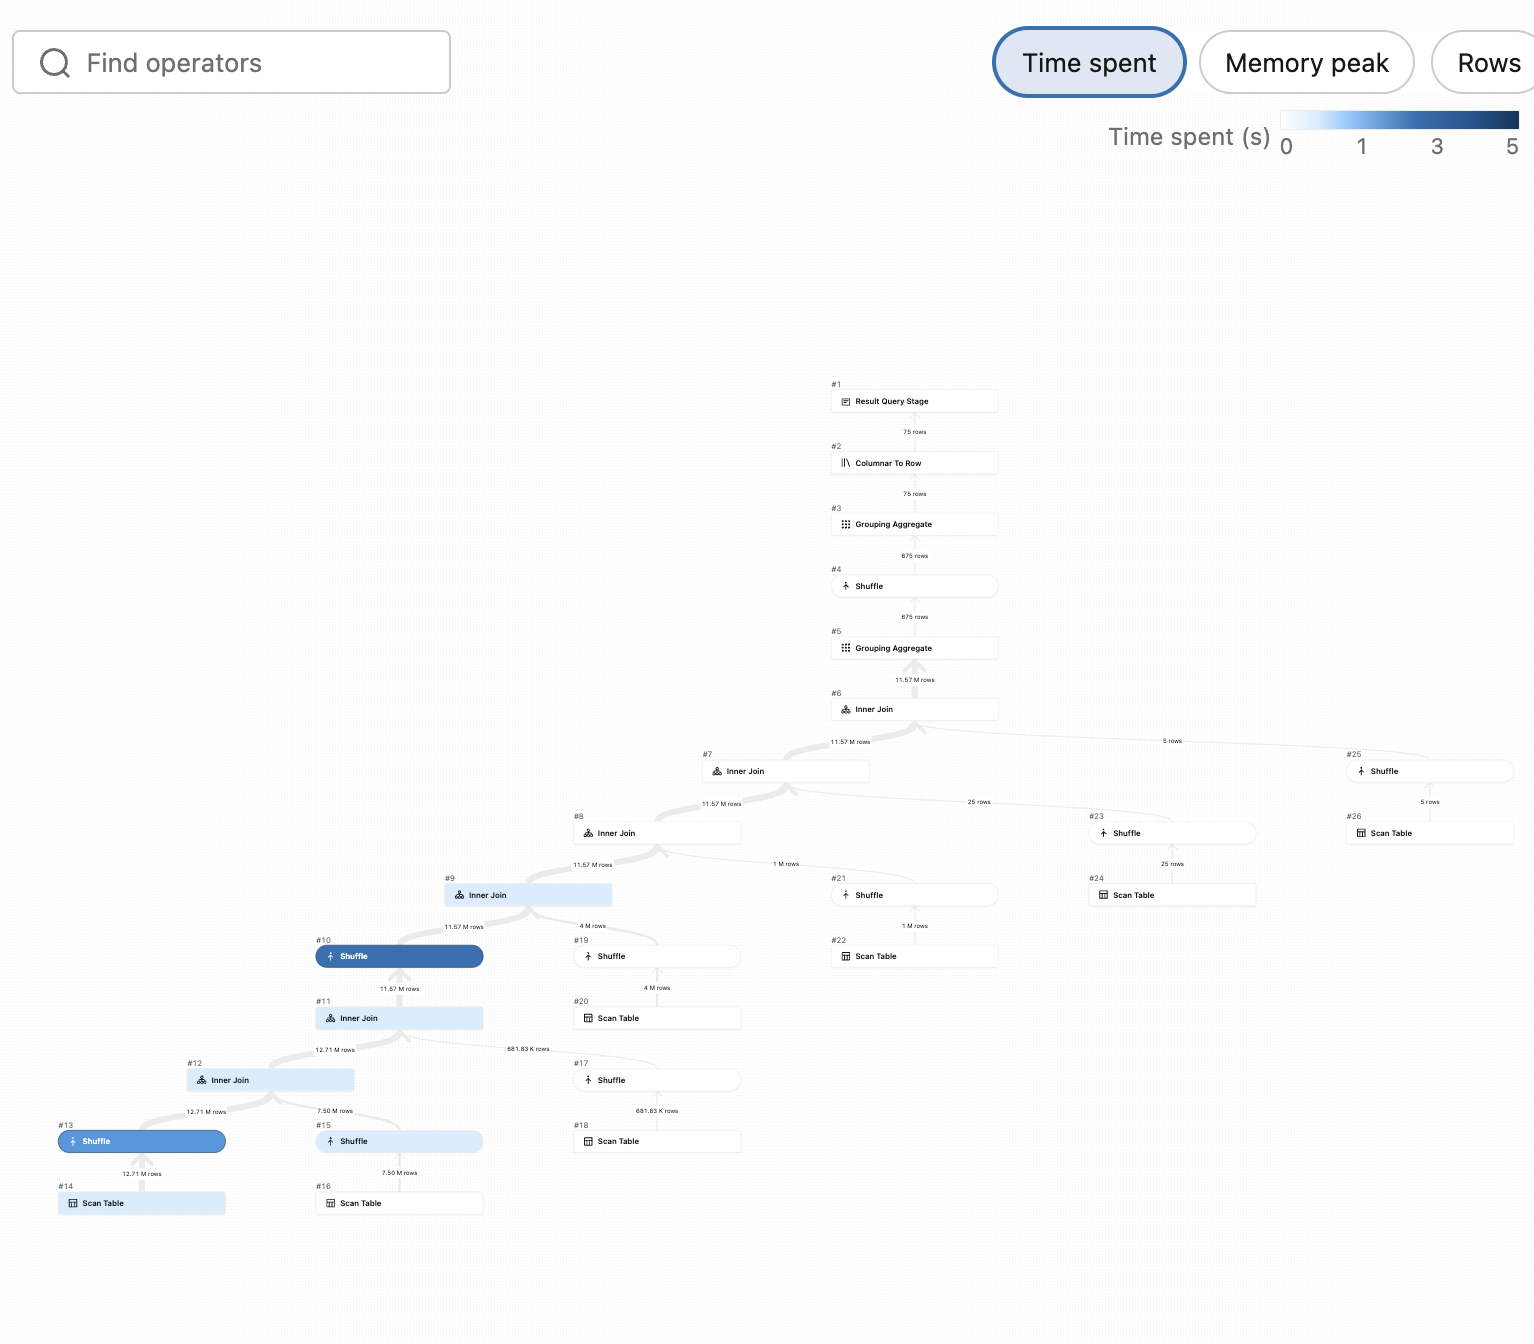 Find operators
Time spent
Memory peak
Rows
Time spent (s)
0 1 3 5
#1
Result Query Stage
75 rows
#2
Columnar To Row
75 rows
#3
Grouping Aggregate
675 rows
#4
Shuffle
675 rows
#5
Grouping Aggregate
11.57 M rows
#6
Inner Join
11.57 M rows
5 rows
#7
Inner Join
#25
Shuffle
11.57 M rows
25 rows
5 rows
#8
Inner Join
#23
Shuffle
#26
Scan Table
11.57 M rows
1 M rows
25 rows
#9
Inner Join
#21
Shuffle
#24
Scan Table
11.57 M rows
4 M rows
1 M rows
#10
Shuffle
#19
Shuffle
#22
Scan Table
11.57 M rows
4 M rows
#11
Inner Join
#20
Scan Table
12.71 M rows
681.83 K rows
#12
Inner Join
#17
Shuffle
12.71 M rows
7.50 M rows
681.83 K rows
#13
Shuffle
#15
Shuffle
#18
Scan Table
12.71 M rows
7.50 M rows
#14
Scan Table
#16
Scan Table